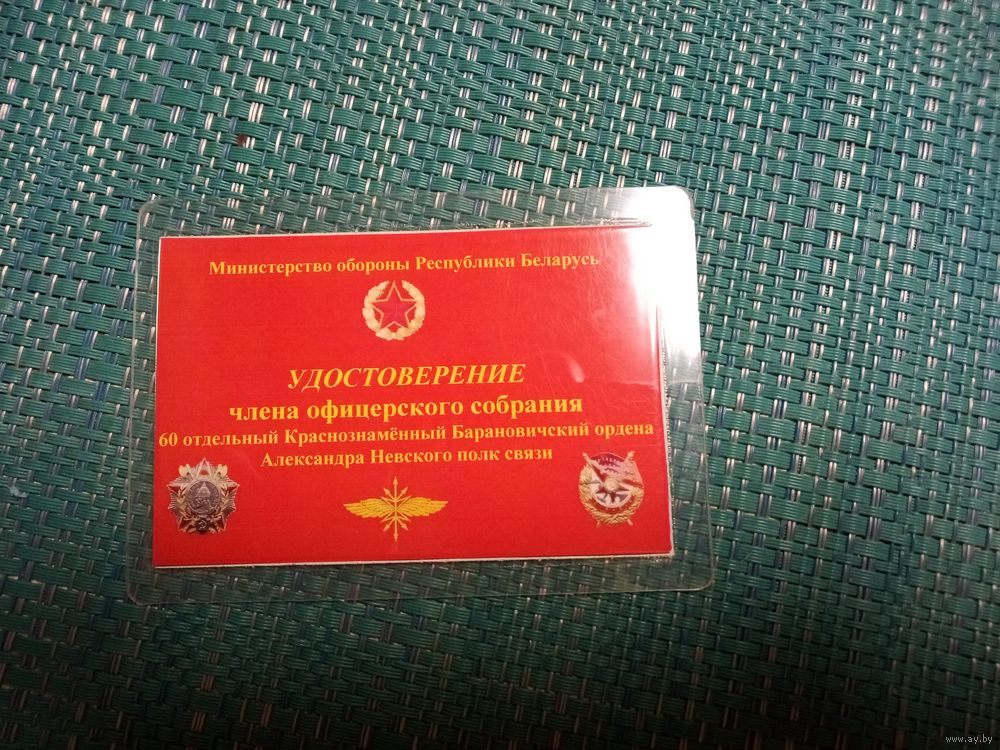 Министерство обороны Республики Беларусь
УДОСТОВЕРЕНИЕ
члена офицерского собрания
60 отдельный Краснознамённый Барановичский ордена
Александра Невского полк связи
www.ay.by